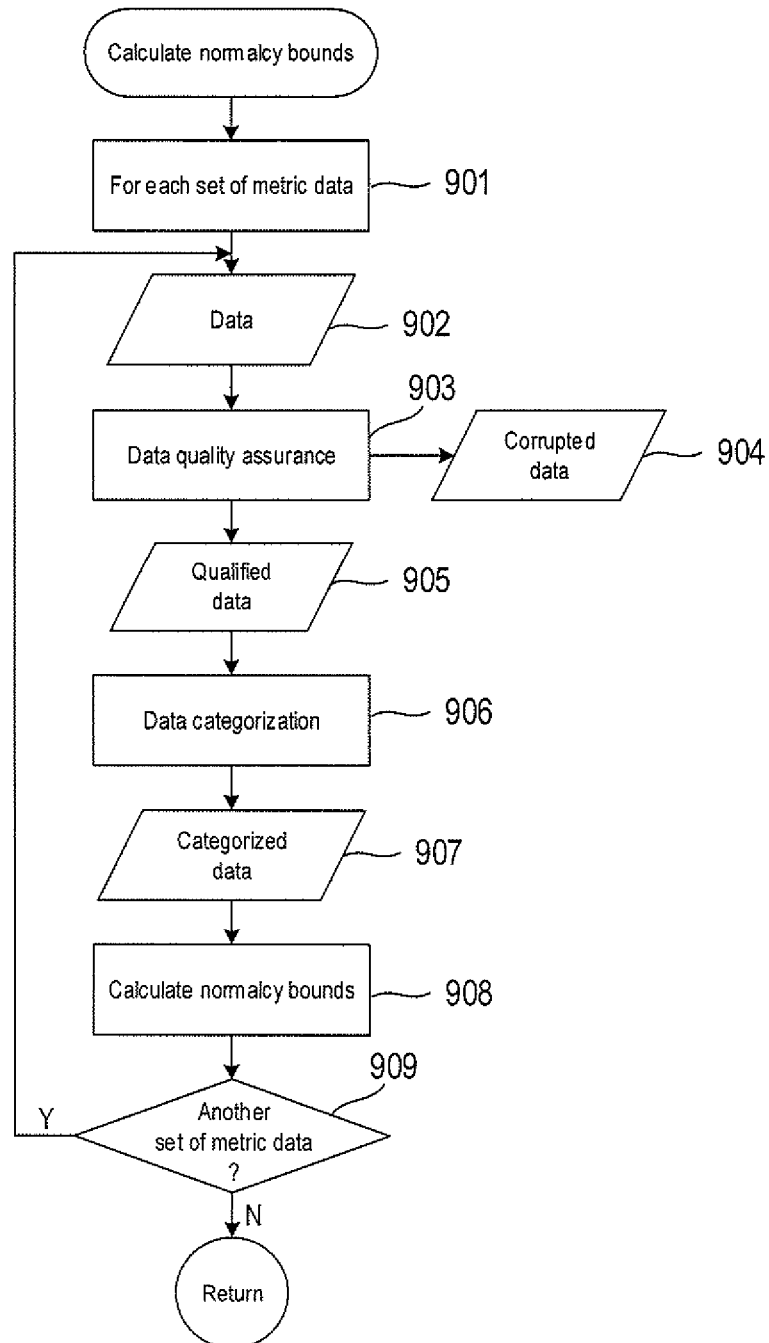 Calculate normalcy bounds
For each set of metric data
901
Data
902
903
Data quality assurance
Corrupted
data
904
Qualified
data
905
Data categorization
906
Categorized
data
907
Calculate normalcy bounds
908
909
Another
set of metric data
?
Y
N
Return